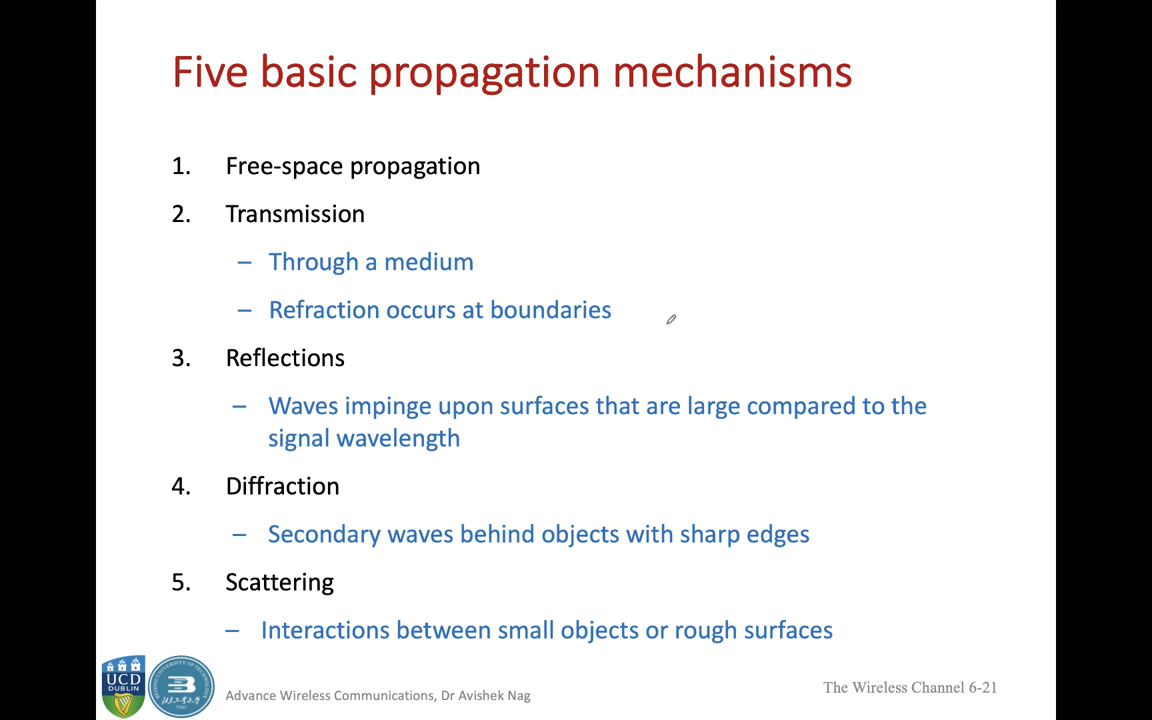 Five basic propagation mechanisms
1. Free-space propagation
2. Transmission
– Through a medium
– Refraction occurs at boundaries
3. Reflections
– Waves impinge upon surfaces that are large compared to the
signal wavelength
4. Diffraction
– Secondary waves behind objects with sharp edges
5. Scattering
– Interactions between small objects or rough surfaces
UCD
DUBLIN
Advance Wireless Communications, Dr Avishek Nag
The Wireless Channel 6-21